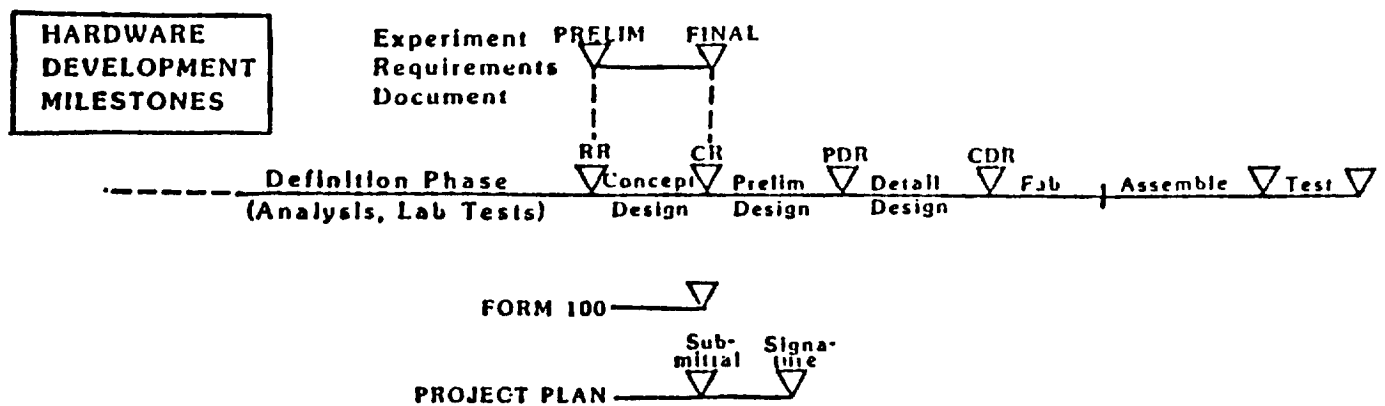 HARDWARE
DEVELOPMENT
MILESTONES
Experiment
Requirements
Document
PRELIM FINAL
RR CR PDR CDR
Definition Phase Concept Prelim Detail Fab Assemble Test
(Analysis, Lab Tests) Design Design Design
FORM 100
Sub- Signa-
mittal ture
PROJECT PLAN